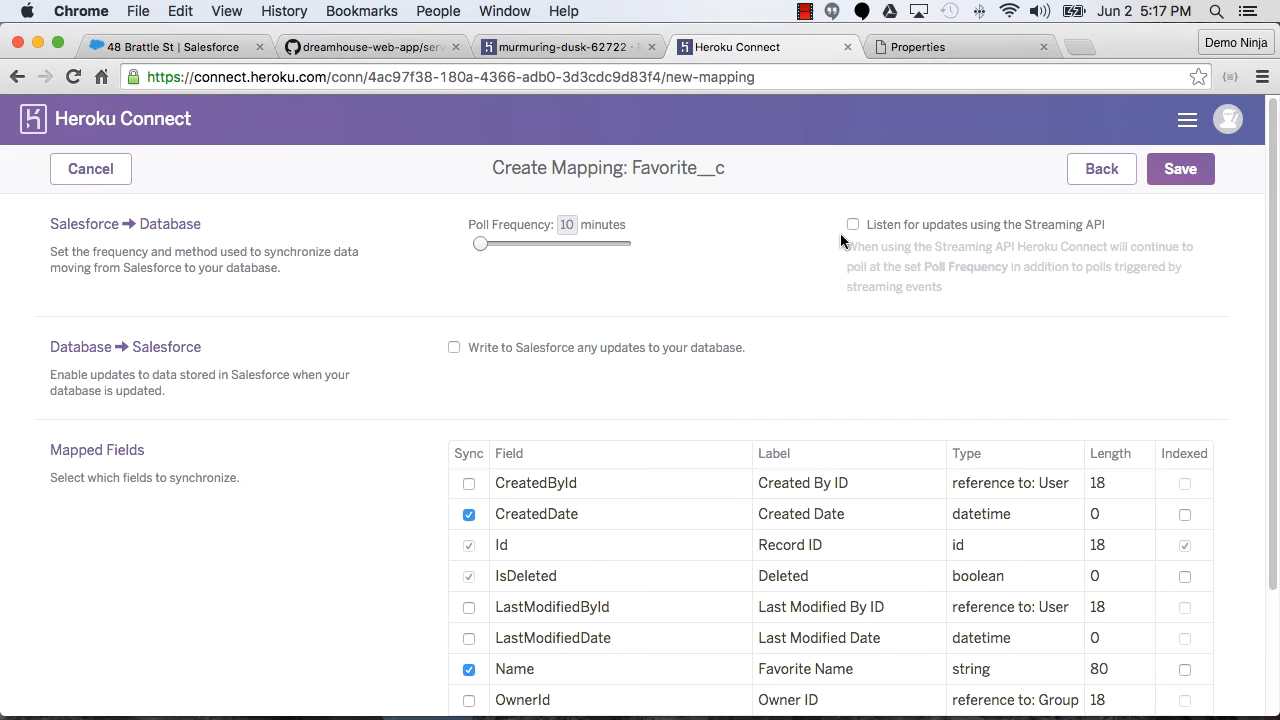 Chrome File Edit View History Bookmarks People Window Help Jun 2 5:17 PM
48 Brattle St | Salesforce × dreamhouse-web-app/serv × murmuring-dusk-62722 · × Heroku Connect × Properties × Demo Ninja
https://connect.heroku.com/conn/4ac97f38-180a-4366-adb0-3d3cdc9d83f4/new-mapping
Heroku Connect
Cancel Create Mapping: Favorite__c Back Save
Salesforce ➔ Database Poll Frequency: 10 minutes Listen for updates using the Streaming API
Set the frequency and method used to synchronize data When using the Streaming API Heroku Connect will continue to
moving from Salesforce to your database. poll at the set Poll Frequency in addition to polls triggered by
streaming events
Database ➔ Salesforce Write to Salesforce any updates to your database.
Enable updates to data stored in Salesforce when your
database is updated.
Mapped Fields Sync Field Label Type Length Indexed
Select which fields to synchronize.
CreatedById Created By ID reference to: User 18
CreatedDate Created Date datetime 0
Id Record ID id 18
IsDeleted Deleted boolean 0
LastModifiedById Last Modified By ID reference to: User 18
LastModifiedDate Last Modified Date datetime 0
Name Favorite Name string 80
OwnerId Owner ID reference to: Group 18